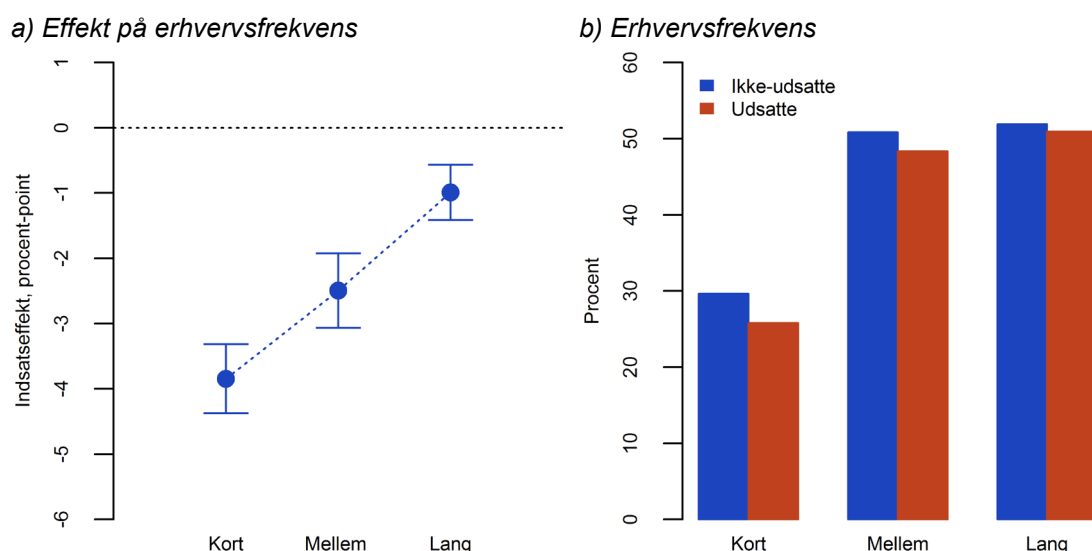 a) Effekt på erhvervsfrekvens
Indsatseffekt, procent-point
1
0
-1
-2
-3
-4
-5
-6
Kort Mellem Lang
b) Erhvervsfrekvens
Procent
60
50
40
30
20
10
0
Ikke-udsatte
Udsatte
Kort Mellem Lang